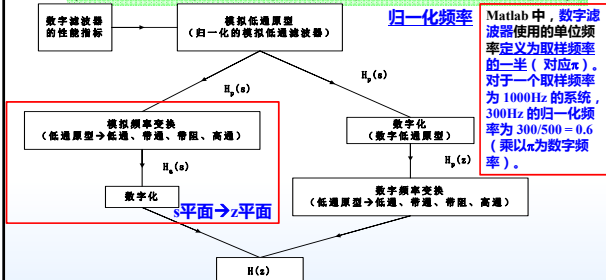 数字滤波器
的性能指标
模拟低通原型
(归一化的模拟低通滤波器)
归一化频率
Matlab 中，数字滤
波器使用的单位频
率定义为取样频率
的一半（ 对应π）。
对于一个取样频率
为 1000Hz 的系统，
300Hz 的归一化频
率为 300/500 = 0.6
（乘以π为数字频
率）。
Hp(s)
Hp(s)
模拟频率变换
(低通原型→低通、带通、带阻、高通)
数字化
(数字低通原型)
Ha(s)
Hp(z)
数字化
s平面→z平面
数字频率变换
(低通原型→低通、带通、带阻、高通)
H(z)